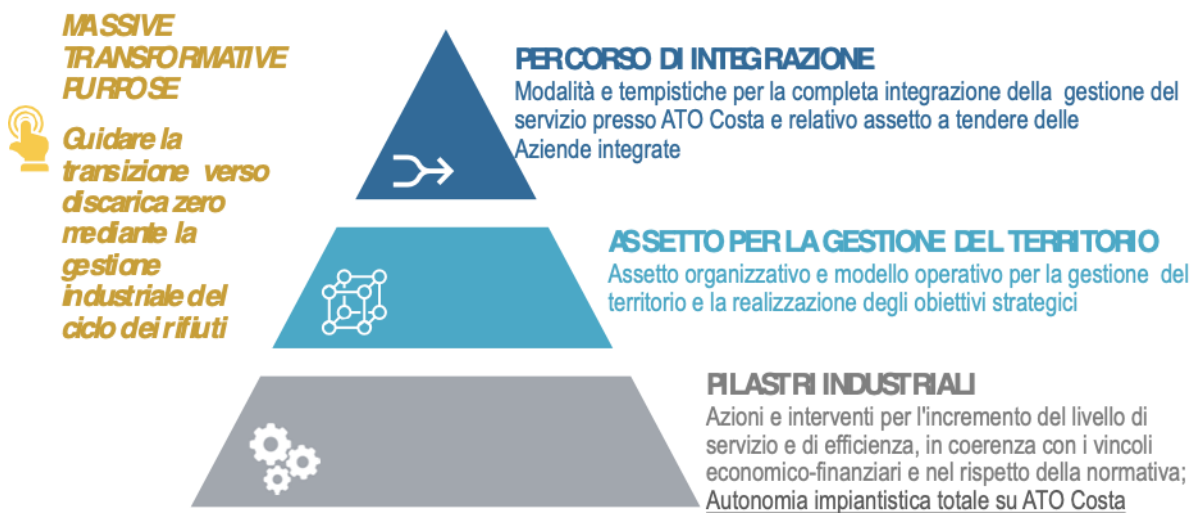 MASSIVE
TRANSFORMATIVE
PURPOSE
Guidare la
transizione verso
discarica zero
mediante la
gestione
industriale del
ciclo dei rifiuti
PERCORSO DI INTEGRAZIONE
Modalità e tempistiche per la completa integrazione della gestione del
servizio presso ATO Costa e relativo assetto a tendere delle
Aziende integrate
ASSETTO PER LA GESTIONE DEL TERRITORIO
Assetto organizzativo e modello operativo per la gestione del
territorio e la realizzazione degli obiettivi strategici
PILASTRI INDUSTRIALI
Azioni e interventi per l'incremento del livello di
servizio e di efficienza, in coerenza con i vincoli
economico-finanziari e nel rispetto della normativa;
Autonomia impiantistica totale su ATO Costa